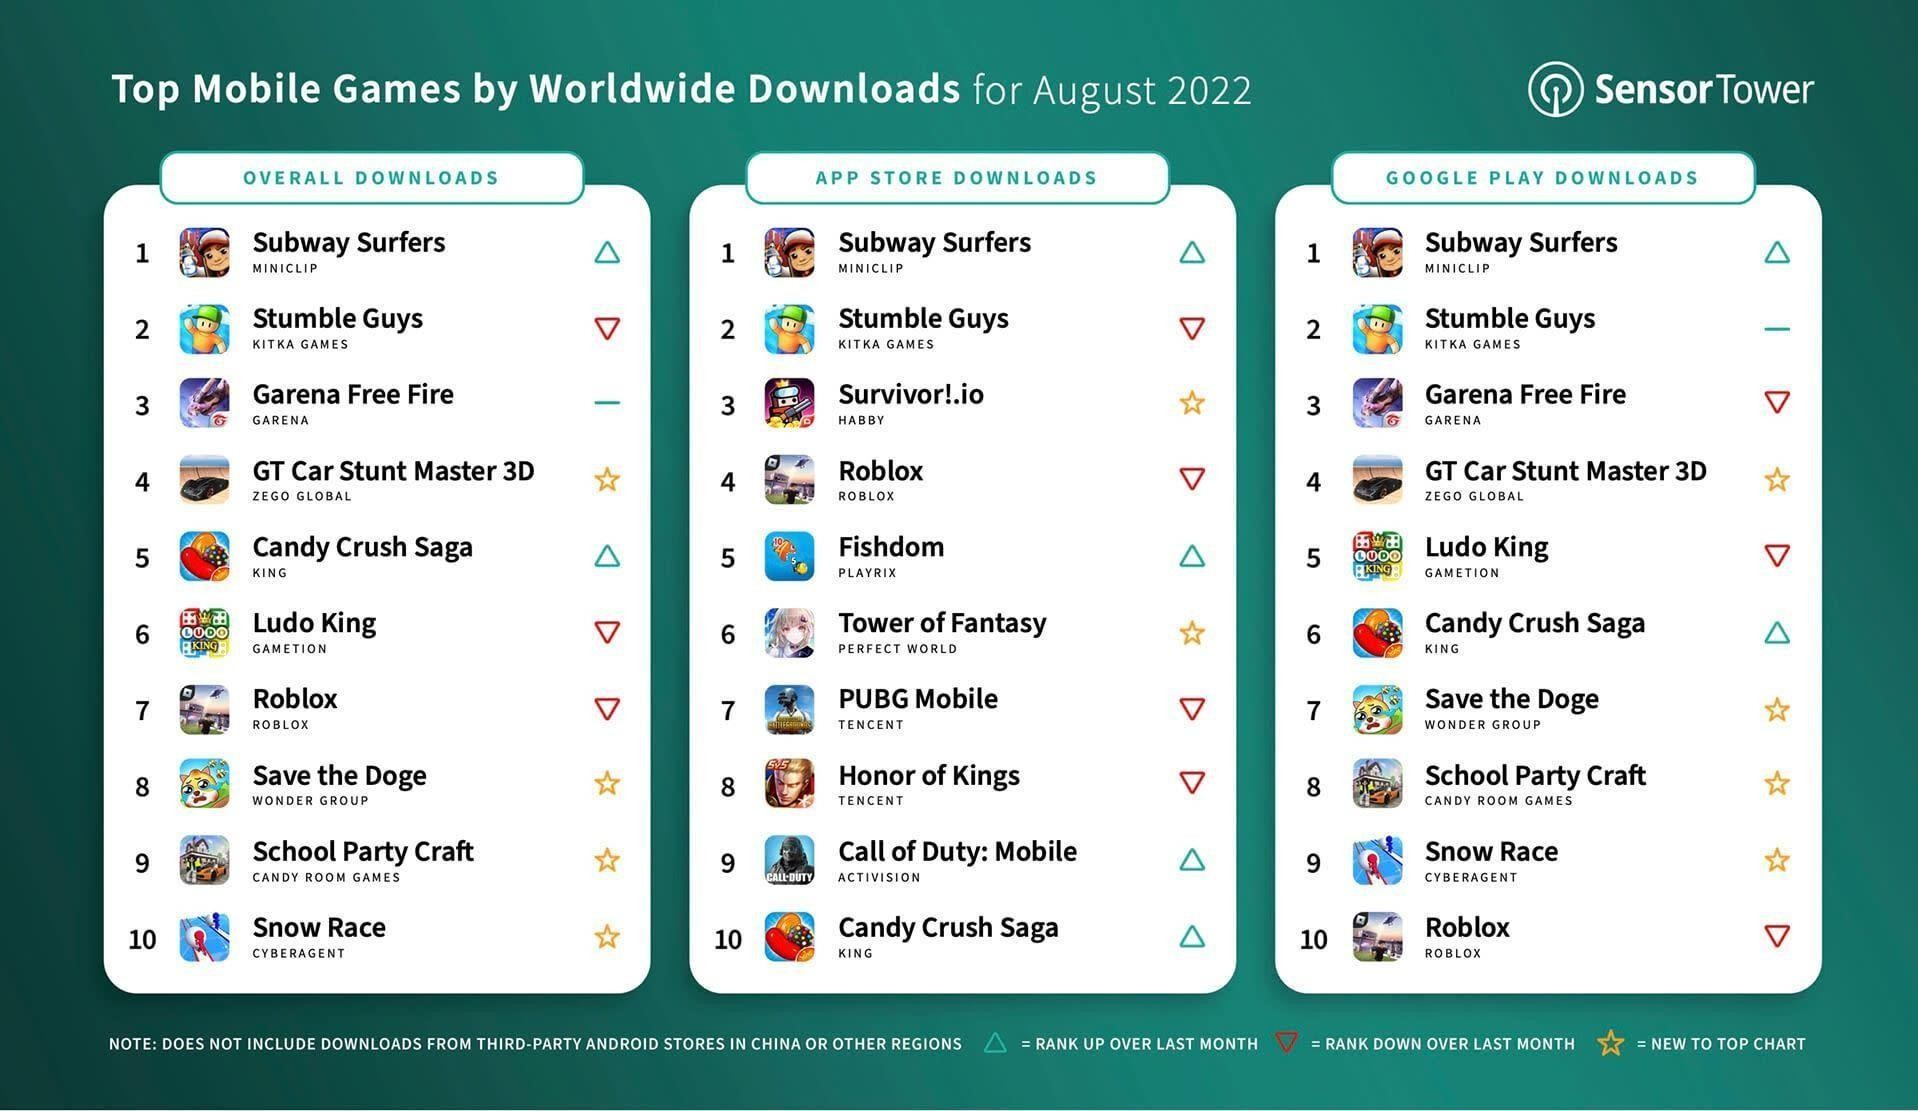 Top Mobile Games by Worldwide Downloads for August 2022
SensorTower
OVERALL DOWNLOADS
1
Subway Surfers
MINICLIP
2
Stumble Guys
KITKA GAMES
3
Garena Free Fire
GARENA
4
GT Car Stunt Master 3D
ZEGO GLOBAL
5
Candy Crush Saga
KING
6
LUDO
KING
Ludo King
GAMETION
7
Roblox
ROBLOX
8
Save the Doge
WONDER GROUP
9
School Party Craft
CANDY ROOM GAMES
10
Snow Race
CYBERAGENT
APP STORE DOWNLOADS
1
Subway Surfers
MINICLIP
2
Stumble Guys
KITKA GAMES
3
Survivor!.io
HABBY
4
Roblox
ROBLOX
5
10
5
Fishdom
PLAYRIX
6
Tower of Fantasy
PERFECT WORLD
7
PUBG Mobile
TENCENT
8
5v5
Honor of Kings
TENCENT
9
CALL·DUTY
Call of Duty: Mobile
ACTIVISION
10
Candy Crush Saga
KING
GOOGLE PLAY DOWNLOADS
1
Subway Surfers
MINICLIP
2
Stumble Guys
KITKA GAMES
3
Garena Free Fire
GARENA
4
GT Car Stunt Master 3D
ZEGO GLOBAL
5
LUDO
KING
Ludo King
GAMETION
6
Candy Crush Saga
KING
7
Save the Doge
WONDER GROUP
8
School Party Craft
CANDY ROOM GAMES
9
Snow Race
CYBERAGENT
10
Roblox
ROBLOX
NOTE: DOES NOT INCLUDE DOWNLOADS FROM THIRD-PARTY ANDROID STORES IN CHINA OR OTHER REGIONS = RANK UP OVER LAST MONTH = RANK DOWN OVER LAST MONTH = NEW TO TOP CHART